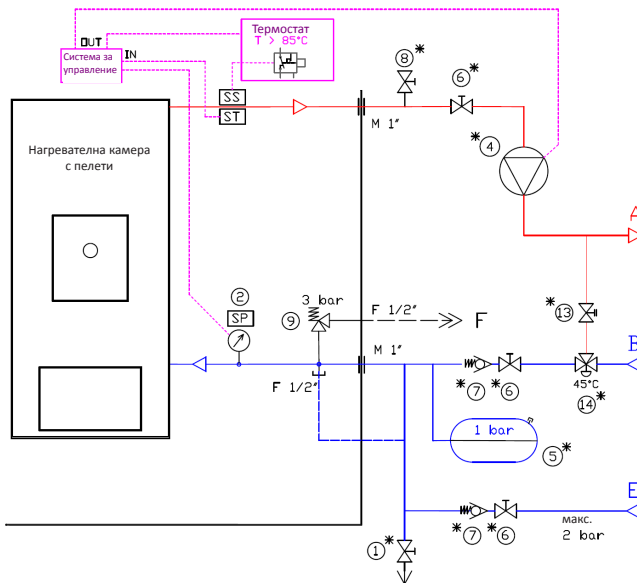 OUT
IN
Система за
управление
Термостат
T > 85°C
SS
ST
8*
6*
M 1"
*4
Нагревателна камера
с пелети
A
2
SP
3 bar
9
F 1/2"
F
*13
M 1"
B
F 1/2"
*7
*6
45°C
14*
1 bar
5*
E
*7
*6
макс.
2 bar
1*